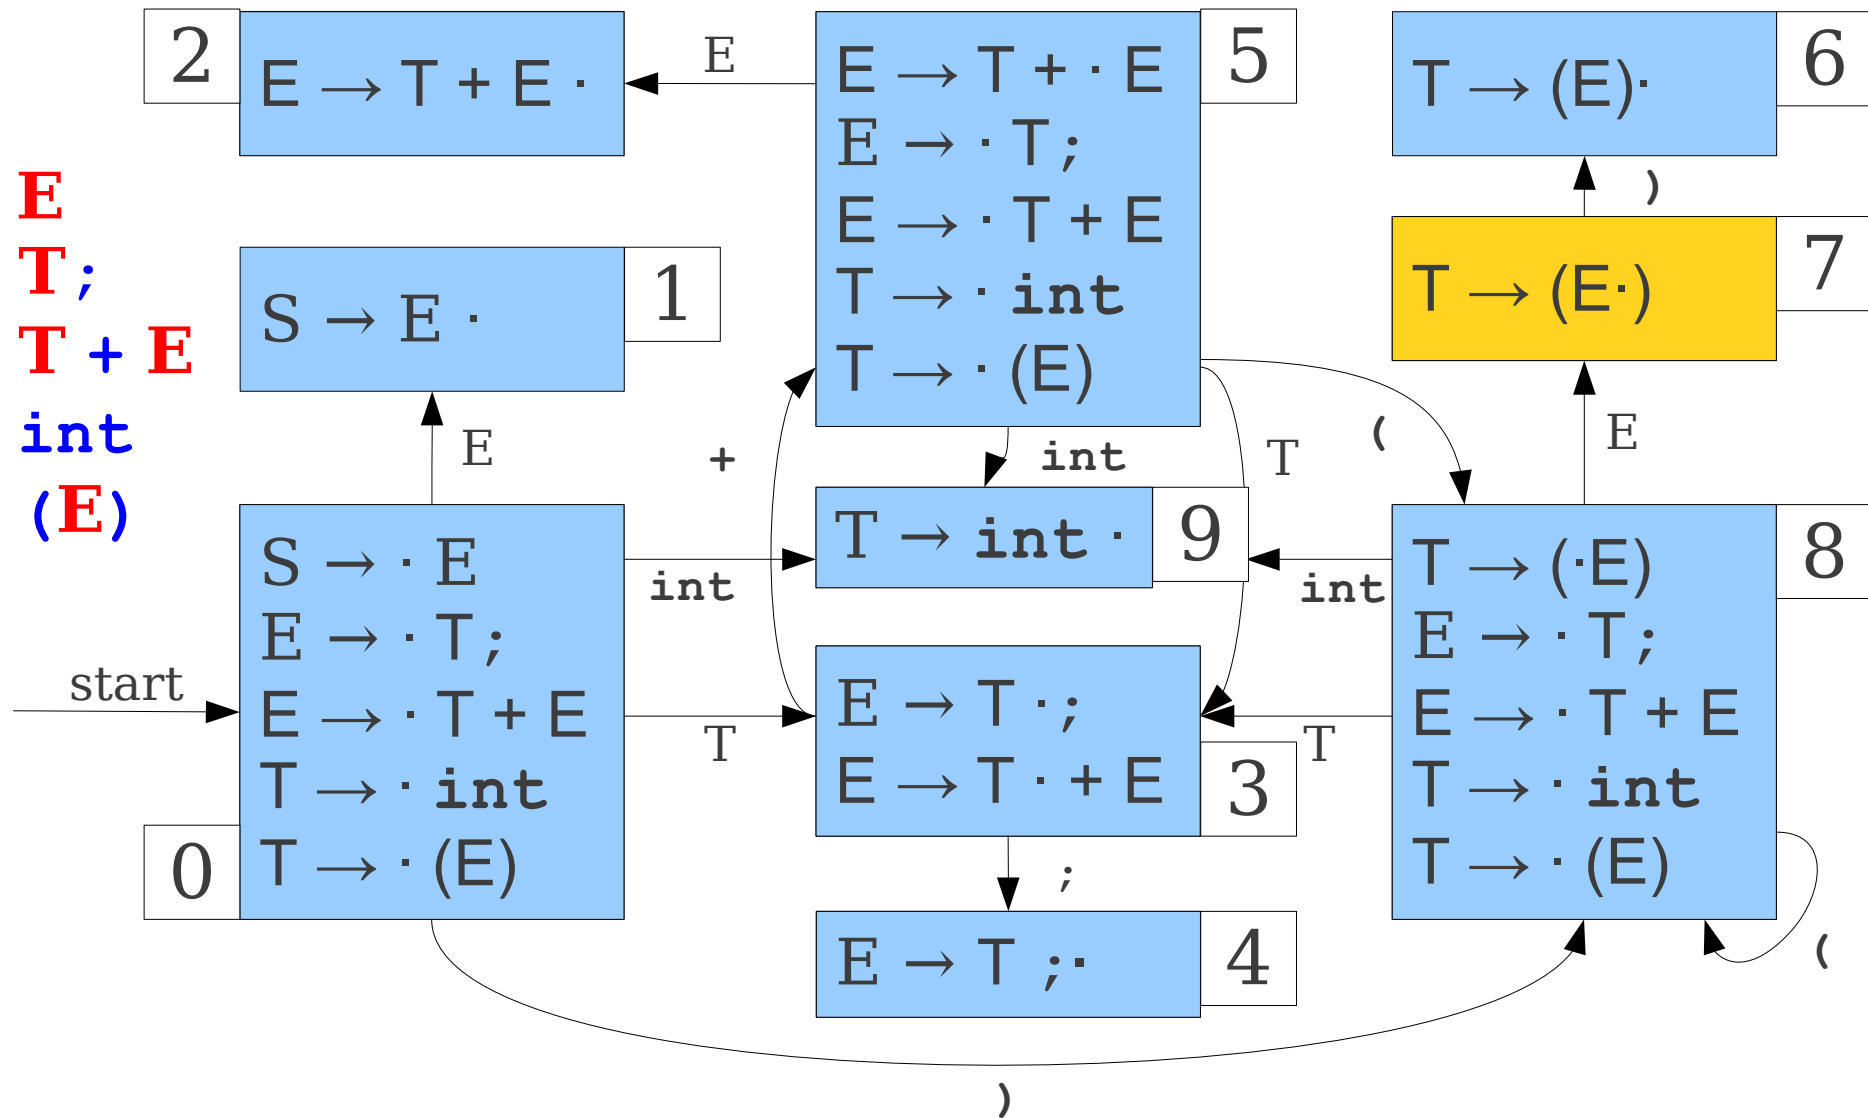 E
T ;
T + E
int
(E)
2
E → T + E ·
E
5
E → T + · E
E → · T ;
E → · T + E
T → · int
T → · (E)
6
T → (E)·
)
7
T → (E·)
1
S → E ·
E
+
int
T
(
E
9
T → int ·
start
0
S → · E
E → · T ;
E → · T + E
T → · int
T → · (E)
int
T
3
E → T · ;
E → T · + E
int
T
8
T → (·E)
E → · T ;
E → · T + E
T → · int
T → · (E)
;
4
E → T ;·
(
)